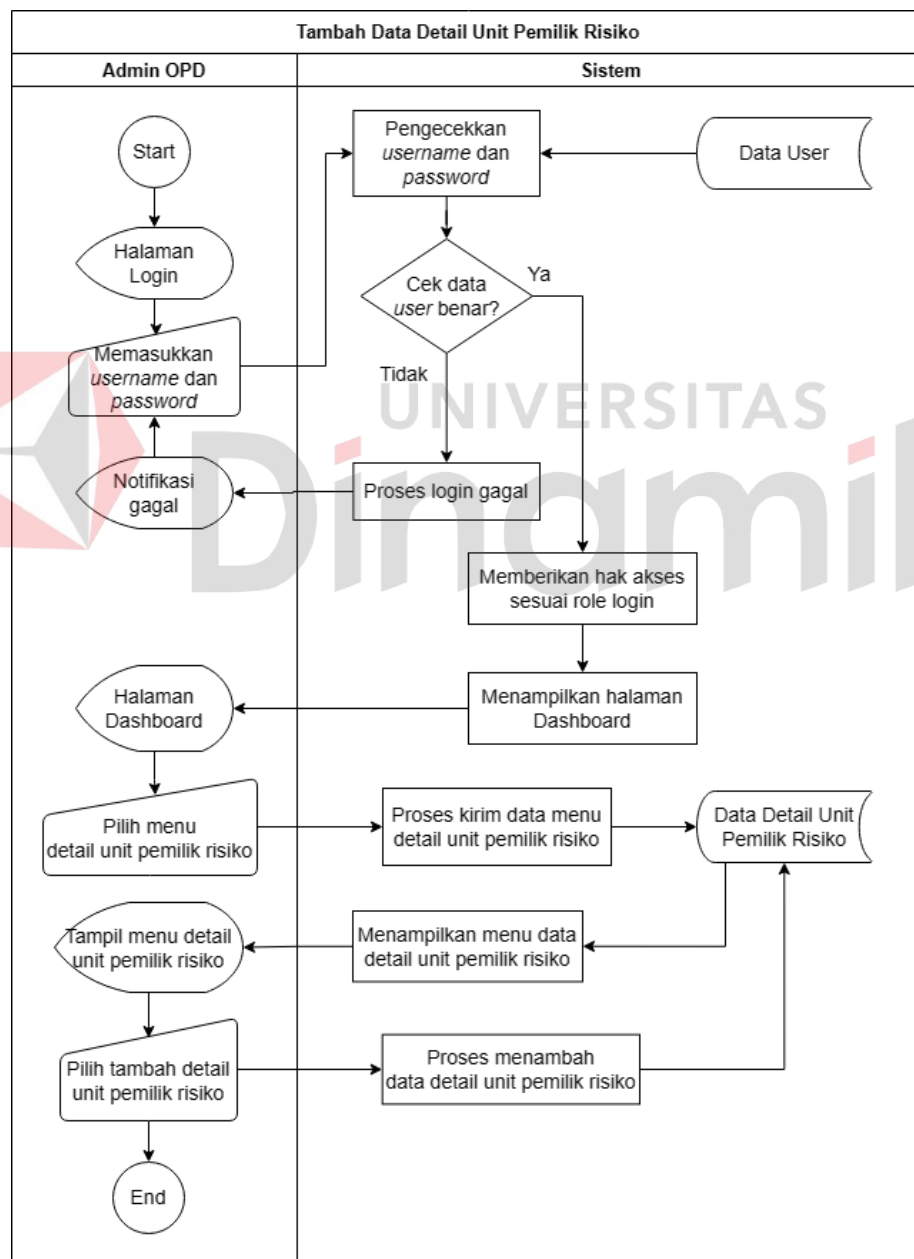 Tambah Data Detail Unit Pemilik Risiko
Admin OPD
Sistem
Start
Pengecekkan
username dan
password
Data User
Halaman
Login
Cek data
user benar?
Ya
Tidak
Memasukkan
username dan
password
UNIVERSITAS
Dinamik
Notifikasi
gagal
Proses login gagal
Memberikan hak akses
sesuai role login
Halaman
Dashboard
Menampilkan halaman
Dashboard
Pilih menu
detail unit pemilik risiko
Proses kirim data menu
detail unit pemilik risiko
Data Detail Unit
Pemilik Risiko
Tampil menu detail
unit pemilik risiko
Menampilkan menu data
detail unit pemilik risiko
Pilih tambah detail
unit pemilik risiko
Proses menambah
data detail unit pemilik risiko
End